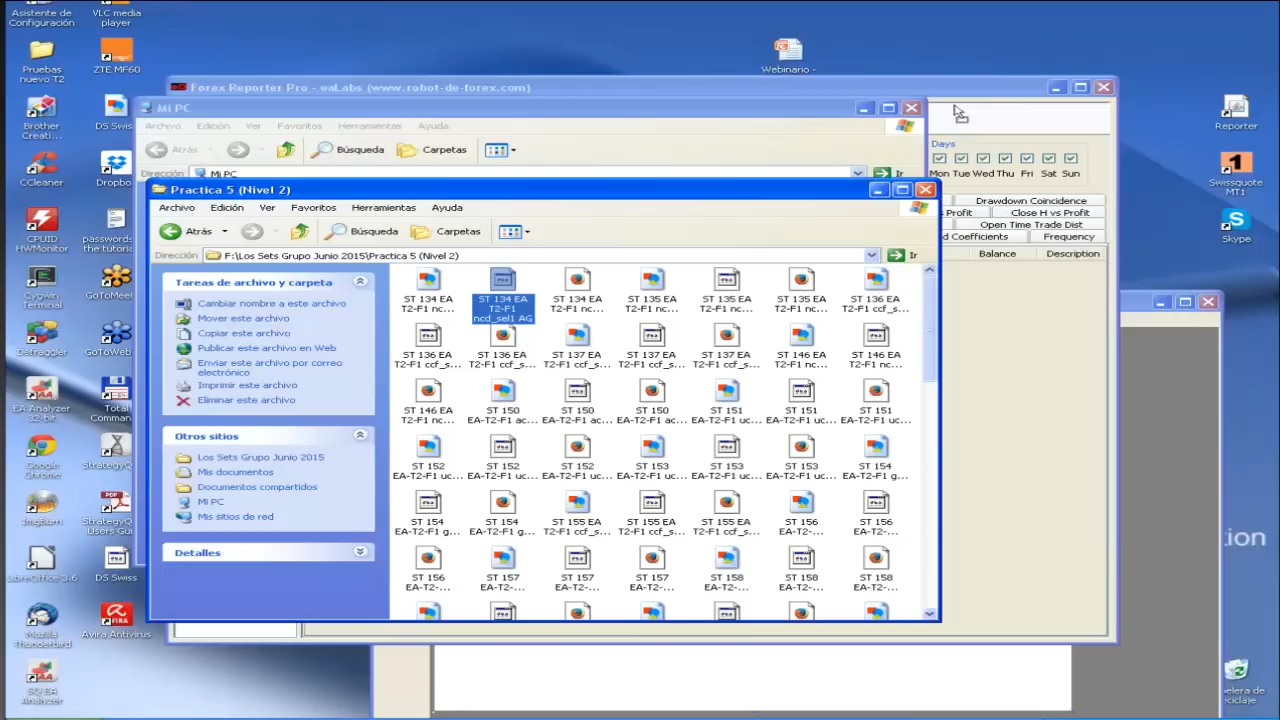 Asistente de
Configuración
VLC media
player
Pruebas
nuevo T2
ZTE MF60
Brother
Creati...
DS Swis
CCleaner
Dropbo
CPUID
HWMonitor
passwords
the tutoria
Cygwin
Terminal
GoToMee
Defraggler
GoToWeb
EA Analyzer
32-bit
Total
Comman
Google
Chrome
StrategyQ
ImgBurn
StrategyQ
Users Gui
LibreOffice 3.6
DS Swiss
Mozilla
Thunderbird
Avira Antivirus
SQ EA
Analyzer
Webinario -
Reporter
Swissquote
MT1
Skype
tion
pelera de
eciclaje
Forex Reporter Pro - eaLabs (www.robot-de-forex.com)
Days
Mon Tue Wed Thu Fri Sat Sun
Drawdown Coincidence
s Profit
Close H vs Profit
Open Time Trade Dist
d Coefficients
Frequency
Balance
Description
Mi PC
Archivo Edición Ver Favoritos Herramientas Ayuda
Atrás Búsqueda Carpetas
Dirección Mi PC Ir
Practica 5 (Nivel 2)
Archivo Edición Ver Favoritos Herramientas Ayuda
Atrás Búsqueda Carpetas
Dirección F:\Los Sets Grupo Junio 2015\Practica 5 (Nivel 2) Ir
Tareas de archivo y carpeta
Cambiar nombre a este archivo
Mover este archivo
Copiar este archivo
Publicar este archivo en Web
Enviar este archivo por correo
electrónico
Imprimir este archivo
Eliminar este archivo
Otros sitios
Los Sets Grupo Junio 2015
Mis documentos
Documentos compartidos
Mi PC
Mis sitios de red
Detalles
ST 134 EA
T2-F1 nc...
ST 134 EA
T2-F1
ncd_sel1 AG
ST 134 EA
T2-F1 nc...
ST 135 EA
T2-F1 nc...
ST 135 EA
T2-F1 nc...
ST 135 EA
T2-F1 nc...
ST 136 EA
T2-F1 ccf_s...
ST 136 EA
T2-F1 ccf_s...
ST 136 EA
T2-F1 ccf_s...
ST 137 EA
T2-F1 ccf_s...
ST 137 EA
T2-F1 ccf_s...
ST 137 EA
T2-F1 ccf_s...
ST 146 EA
T2-F1 nc...
ST 146 EA
T2-F1 nc...
ST 146 EA
T2-F1 nc...
ST 150
EA-T2-F1 ac...
ST 150
EA-T2-F1 ac...
ST 150
EA-T2-F1 ac...
ST 151
EA-T2-F1 uc...
ST 151
EA-T2-F1 uc...
ST 151
EA-T2-F1 uc...
ST 152
EA-T2-F1 uc...
ST 152
EA-T2-F1 uc...
ST 152
EA-T2-F1 uc...
ST 153
EA-T2-F1 uc...
ST 153
EA-T2-F1 uc...
ST 153
EA-T2-F1 uc...
ST 154
EA-T2-F1 g...
ST 154
EA-T2-F1 g...
ST 154
EA-T2-F1 g...
ST 155 EA
T2-F1 ccf_s...
ST 155 EA
T2-F1 ccf_s...
ST 155 EA
T2-F1 ccf_s...
ST 156
EA-T2-...
ST 156
EA-T2-...
ST 156
EA-T2-...
ST 157
EA-T2-...
ST 157
EA-T2-...
ST 157
EA-T2-...
ST 158
EA-T2-...
ST 158
EA-T2-...
ST 158
EA-T2-...